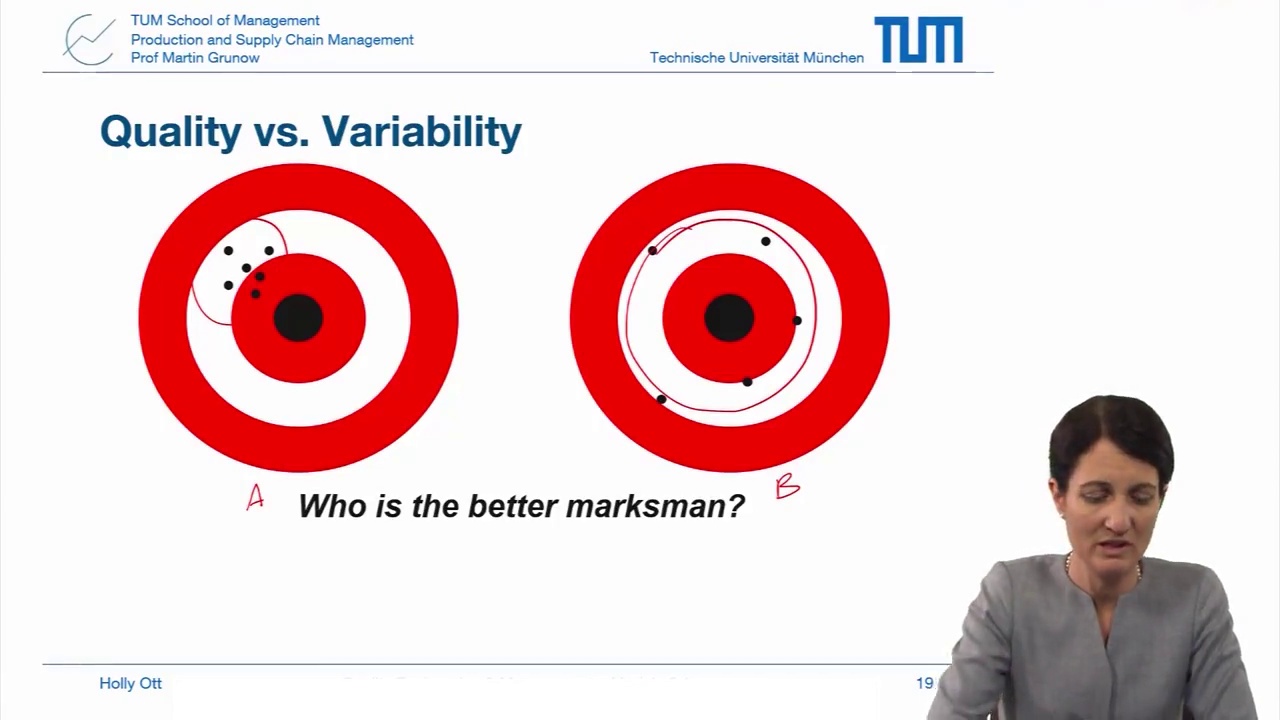 TUM School of Management
Production and Supply Chain Management
Prof Martin Grunow
Technische Universität München
TUM
Quality vs. Variability
A
B
Who is the better marksman?
Holly Ott
19